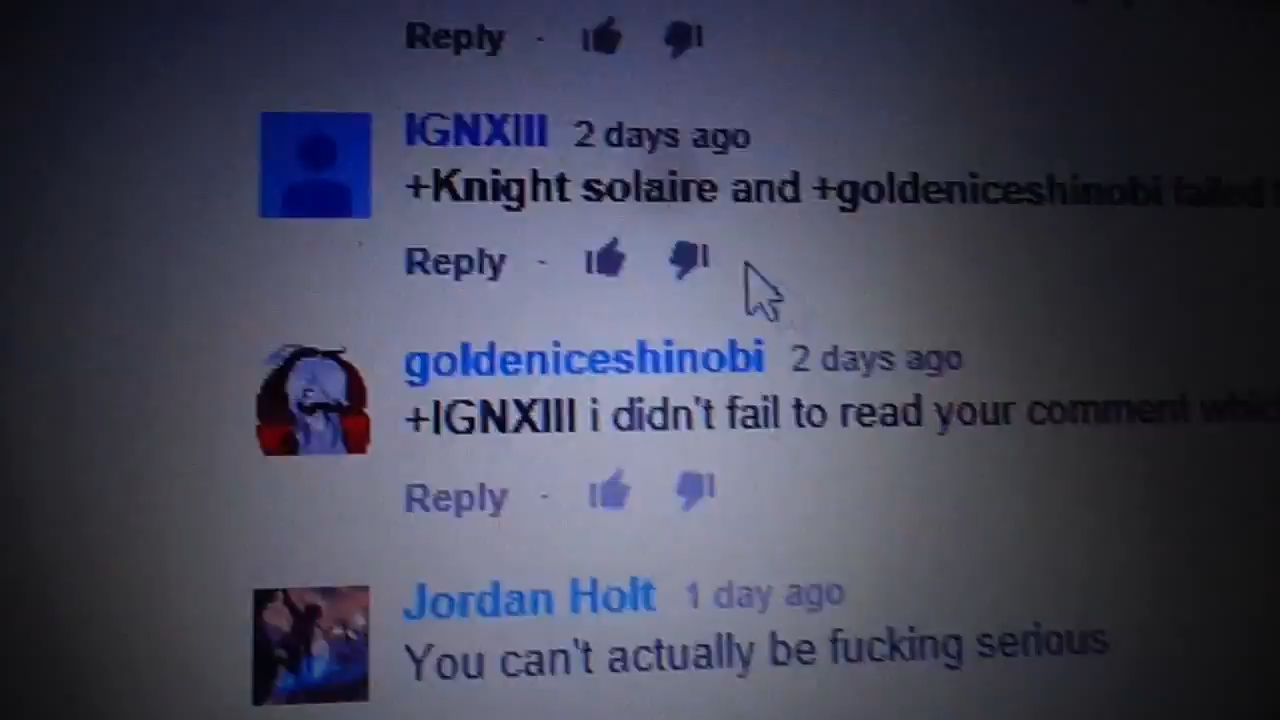 Reply ·
IGNXIII 2 days ago
+Knight solaire and +goldeniceshinobi failed
Reply ·
goldeniceshinobi 2 days ago
+IGNXIII i didn't fail to read your comment
Reply ·
Jordan Holt 1 day ago
You can't actually be fucking serious